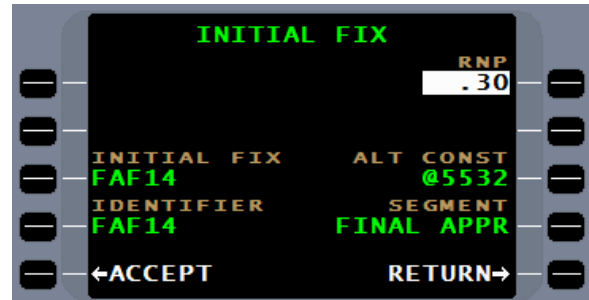 INITIAL FIX
RNP
.30
INITIAL FIX ALT CONST
FAF14 @5532
IDENTIFIER SEGMENT
FAF14 FINAL APPR
←ACCEPT RETURN→